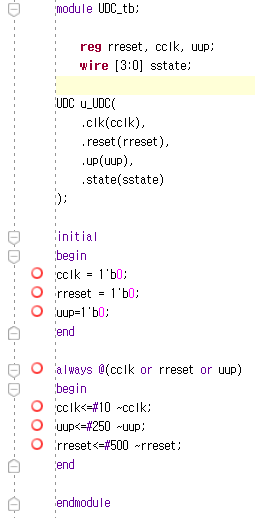 module UDC_tb;
reg rreset, cclk, uup;
wire [3:0] sstate;
UDC u_UDC(
.clk(cclk),
.reset(rreset),
.up(uup),
.state(sstate)
);
initial
begin
cclk = 1'b0;
rreset = 1'b0;
uup=1'b0;
end
always @(cclk or rreset or uup)
begin
cclk<=#10 ~cclk;
uup<=#250 ~uup;
rreset<=#500 ~rreset;
end
endmodule